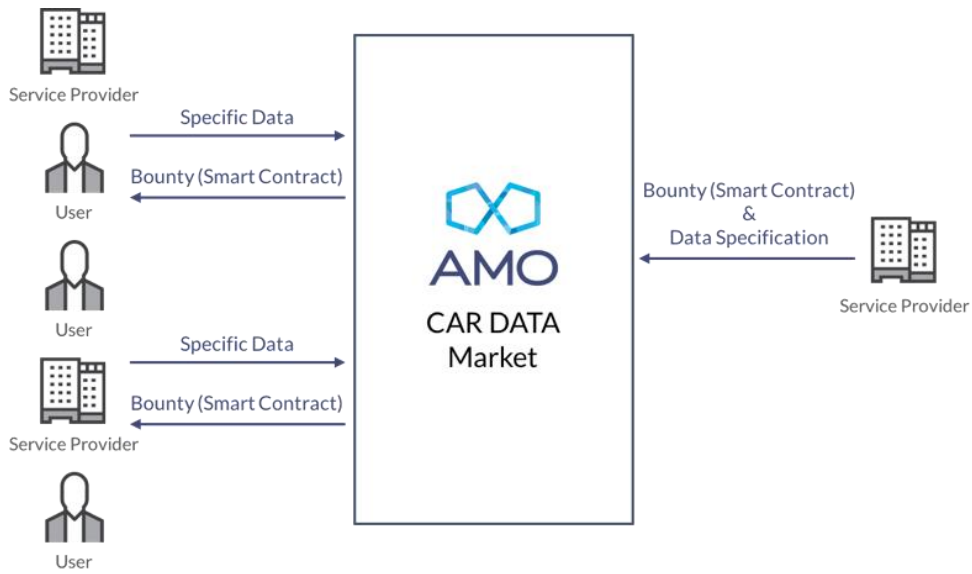 Service Provider
Specific Data
Bounty (Smart Contract)
User
User
Specific Data
Bounty (Smart Contract)
Service Provider
User
AMO
CAR DATA
Market
Bounty (Smart Contract)
&
Data Specification
Service Provider